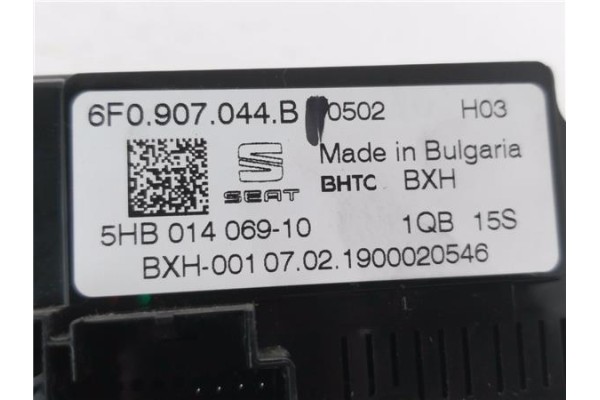 6F0.907.044.B 0502 H03
SEAT
Made in Bulgaria
BHTC BXH
5HB 014 069-10 1QB 15S
BXH-001 07.02.1900020546